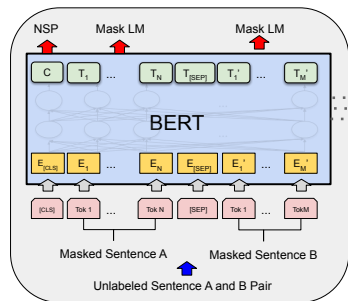 NSP Mask LM Mask LM
C T1 ... TN T[SEP] T1' ... TM'
BERT
E[CLS] E1 ... EN E[SEP] E1' ... EM'
[CLS] Tok 1 ... Tok N [SEP] Tok 1 ... TokM
Masked Sentence A Masked Sentence B
Unlabeled Sentence A and B Pair